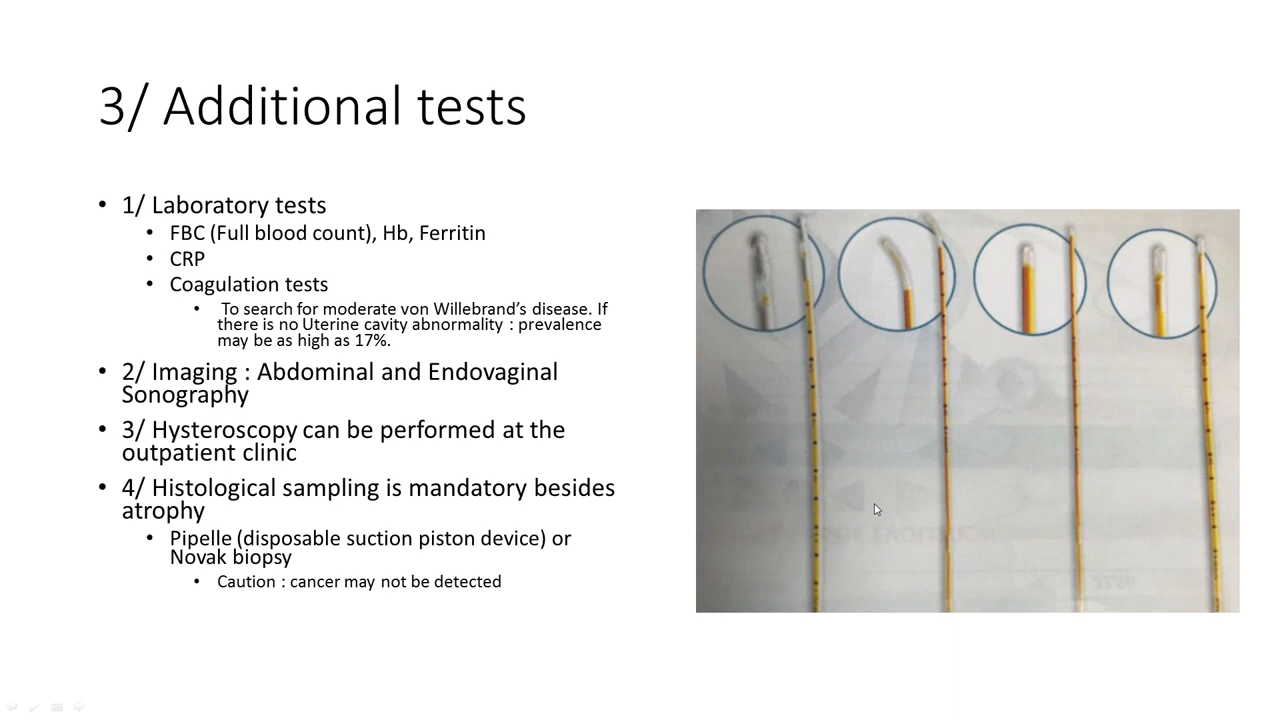 3/ Additional tests
• 1/ Laboratory tests
• FBC (Full blood count), Hb, Ferritin
• CRP
• Coagulation tests
• To search for moderate von Willebrand's disease. If
there is no Uterine cavity abnormality : prevalence
may be as high as 17%.
• 2/ Imaging : Abdominal and Endovaginal
Sonography
• 3/ Hysteroscopy can be performed at the
outpatient clinic
• 4/ Histological sampling is mandatory besides
atrophy
• Pipelle (disposable suction piston device) or
Novak biopsy
• Caution : cancer may not be detected